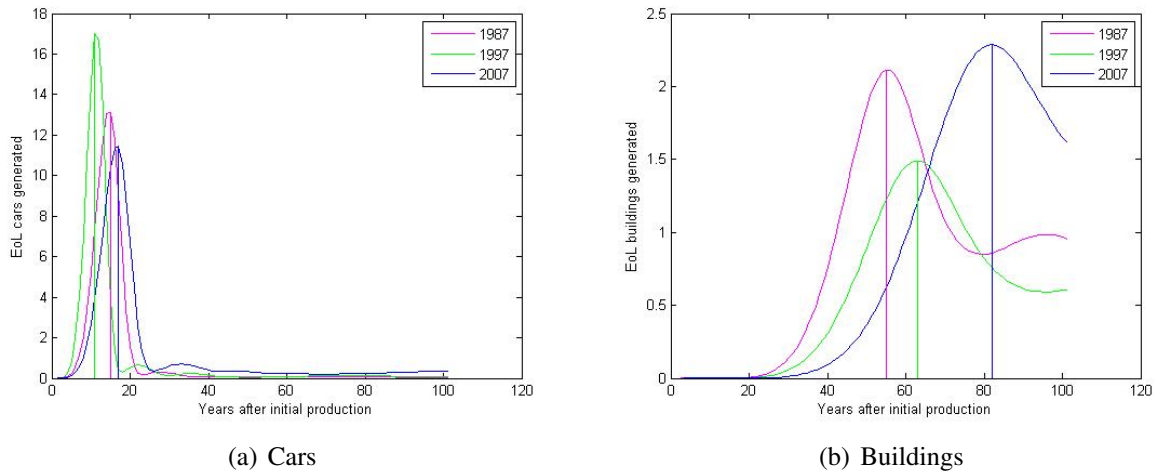 18
16
14
12
10
8
6
4
2
0
EoL cars generated
1987
1997
2007
0 20 40 60 80 100 120
Years after initial production
(a) Cars
2.5
2
1.5
1
0.5
0
EoL buildings generated
1987
1997
2007
0 20 40 60 80 100 120
Years after initial production
(b) Buildings